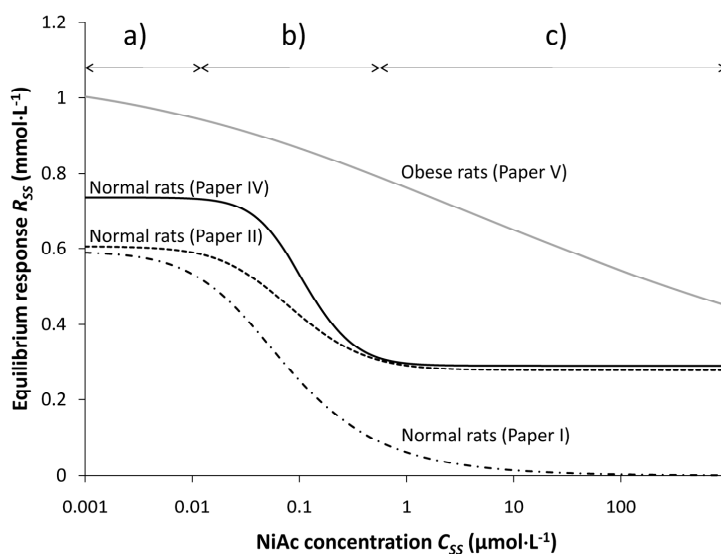 a) b) c)
1.2
1
0.8
0.6
0.4
0.2
0
Equilibrium response R_SS (mmol·L⁻¹)
Obese rats (Paper V)
Normal rats (Paper IV)
Normal rats (Paper II)
Normal rats (Paper I)
0.001 0.01 0.1 1 10 100
NiAc concentration C_SS (µmol·L⁻¹)